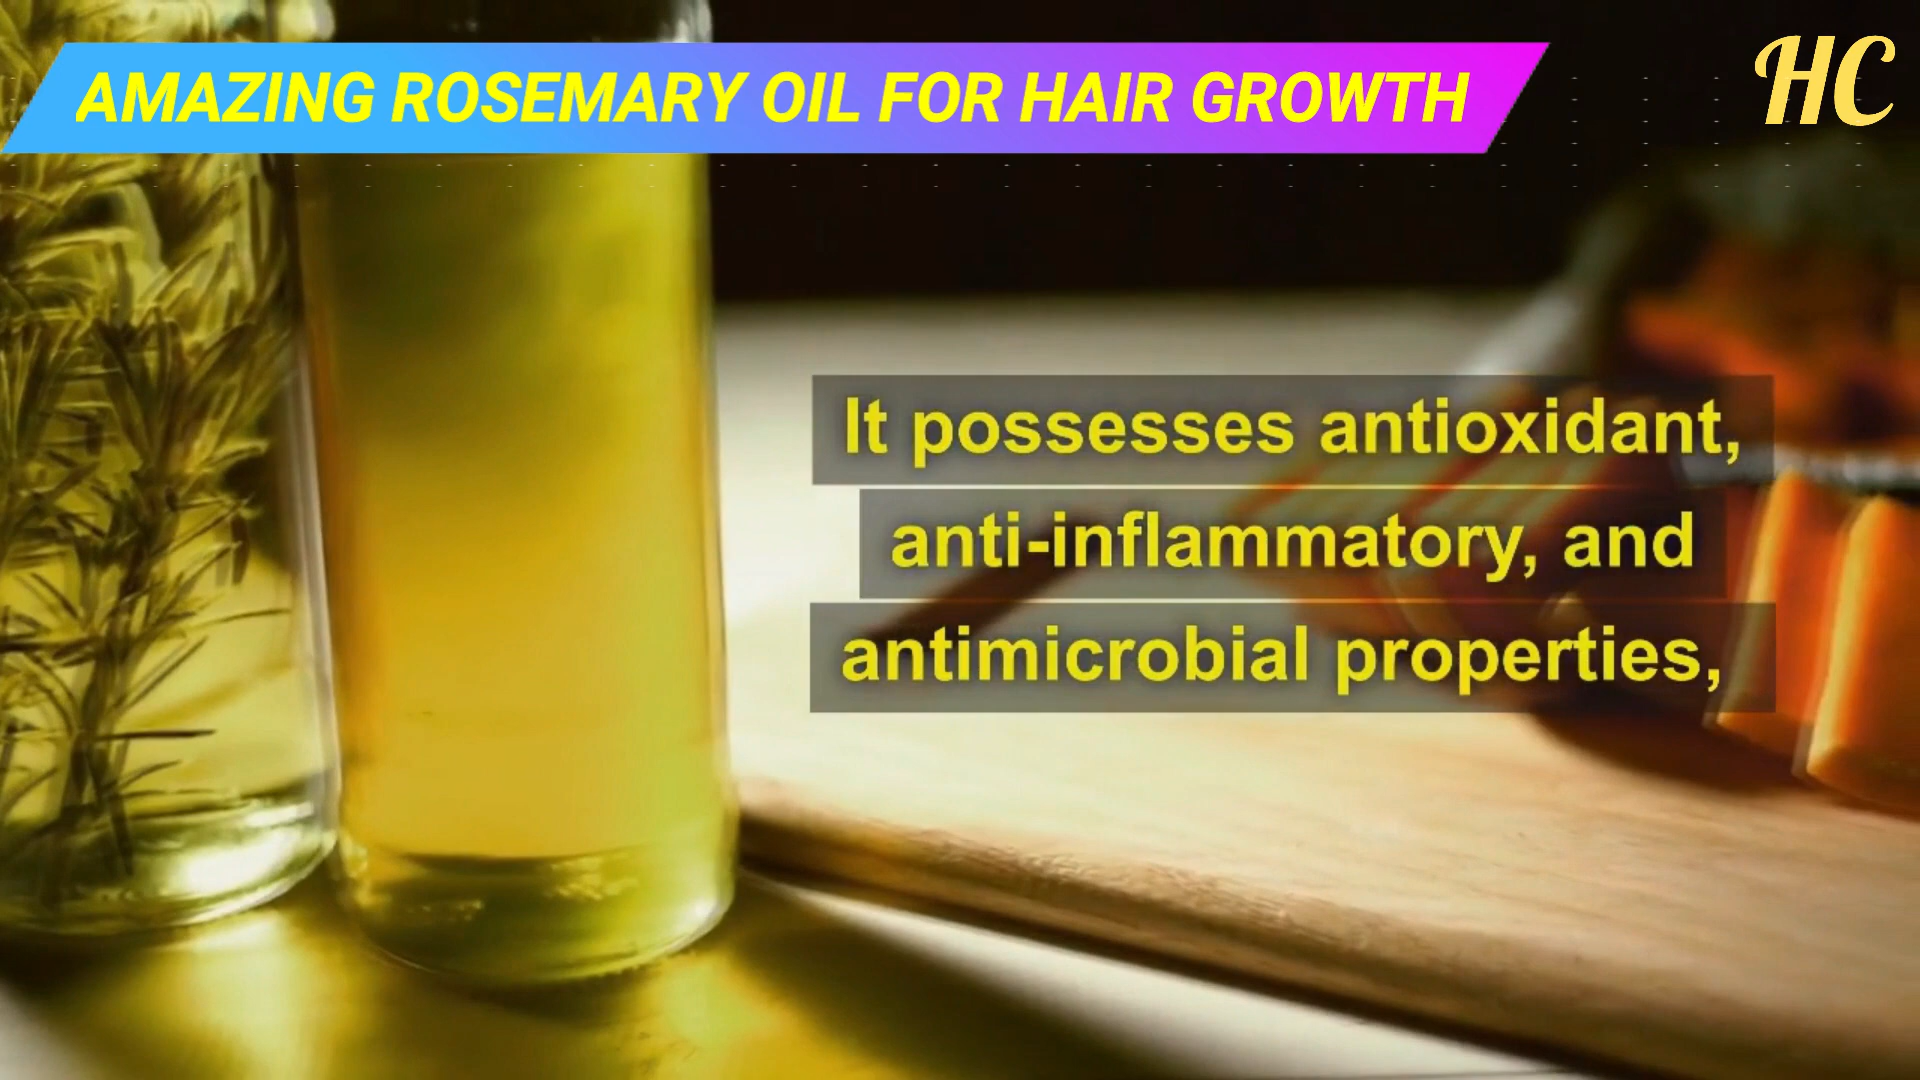 AMAZING ROSEMARY OIL FOR HAIR GROWTH
HC
It possesses antioxidant,
anti-inflammatory, and
antimicrobial properties,